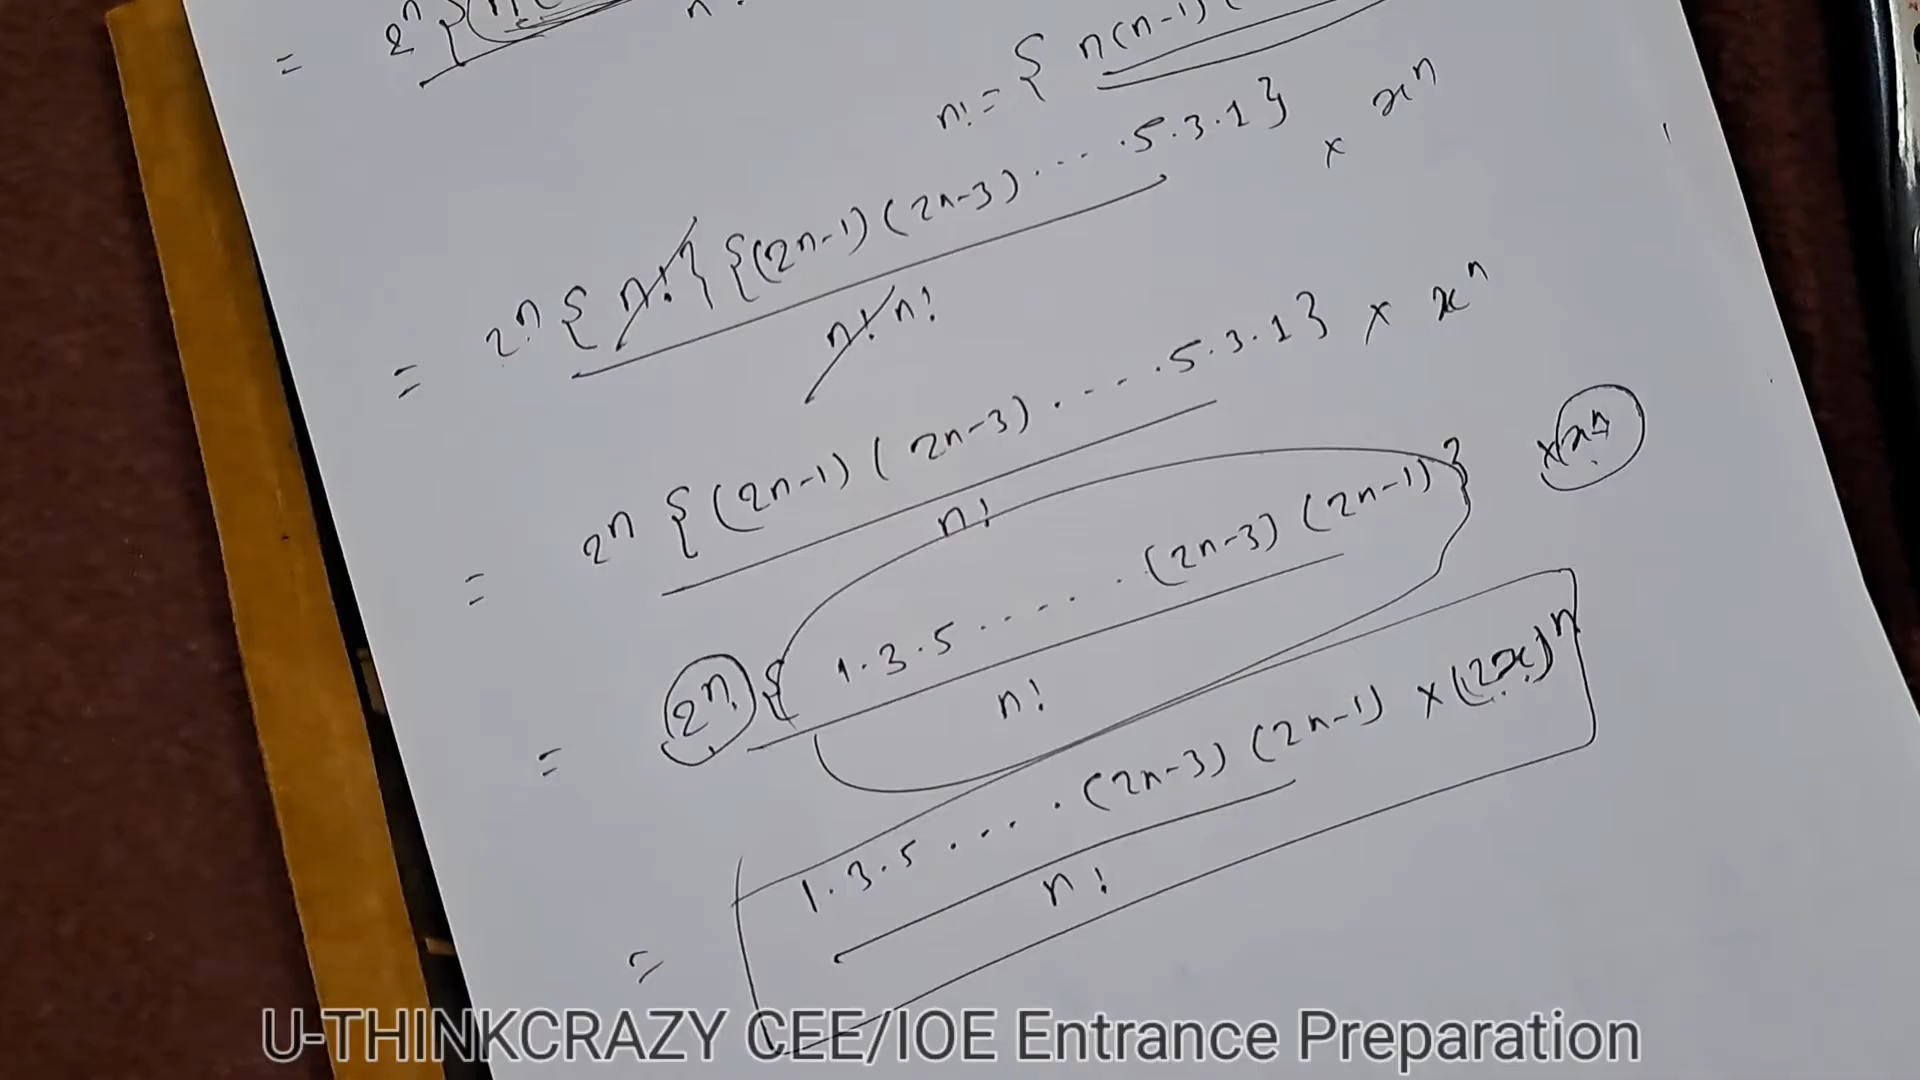 = 2ⁿ {
n! = { n(n-1)
= 2ⁿ { n! } { (2n-1) (2n-3) . --- .5.3.1 } × xⁿ
n! n!
= 2ⁿ { (2n-1) ( 2n-3) . --- .5.3.1 } × xⁿ
n!
= 2ⁿ { 1.3.5 ----- . (2n-3) (2n-1) } × xⁿ
n!
= 1.3.5 . --- . (2n-3) (2n-1) × (2x)ⁿ
n!
U-THINKCRAZY CEE/IOE Entrance Preparation